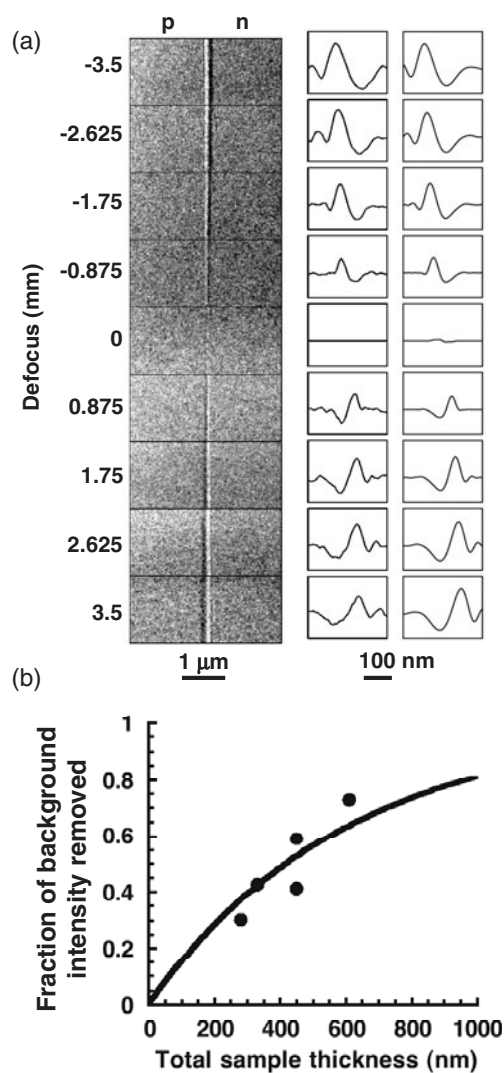 (a)
p n
-3.5
-2.625
-1.75
-0.875
0
0.875
1.75
2.625
3.5
Defocus (mm)
1 μm
100 nm
(b)
1
0.8
0.6
0.4
0.2
0
Fraction of background
intensity removed
0 200 400 600 800 1000
Total sample thickness (nm)